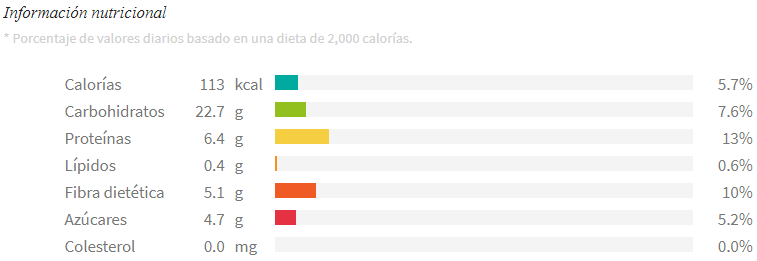 Información nutricional
* Porcentaje de valores diarios basado en una dieta de 2,000 calorías.
Calorías 113 kcal 5.7%
Carbohidratos 22.7 g 7.6%
Proteínas 6.4 g 13%
Lípidos 0.4 g 0.6%
Fibra dietética 5.1 g 10%
Azúcares 4.7 g 5.2%
Colesterol 0.0 mg 0.0%